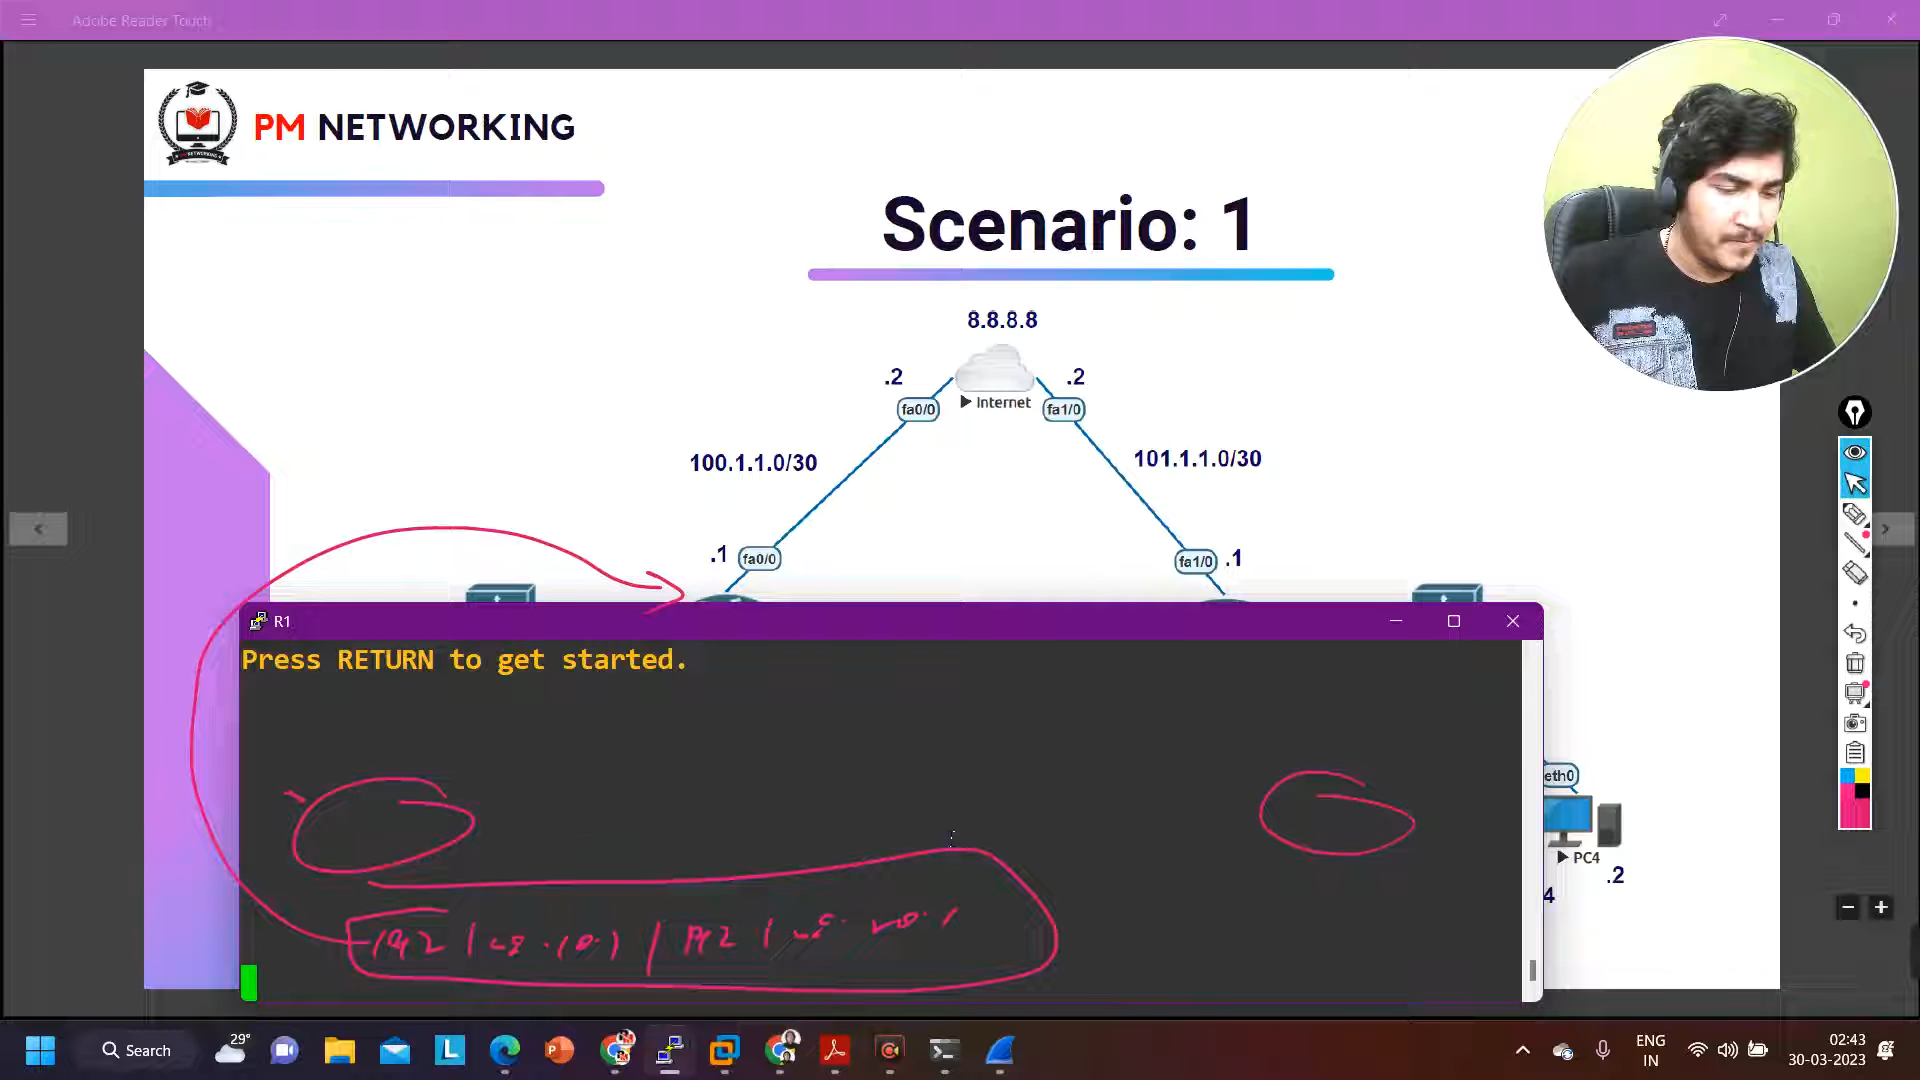 Adobe Reader Touch
PM NETWORKING
Scenario: 1
8.8.8.8
.2
.2
fa0/0
Internet
fa1/0
100.1.1.0/30
101.1.1.0/30
.1
fa0/0
fa1/0
.1
R1
Press RETURN to get started.
eth0
PC4
.2
4
29°
Search
ENG
IN
02:43
30-03-2023